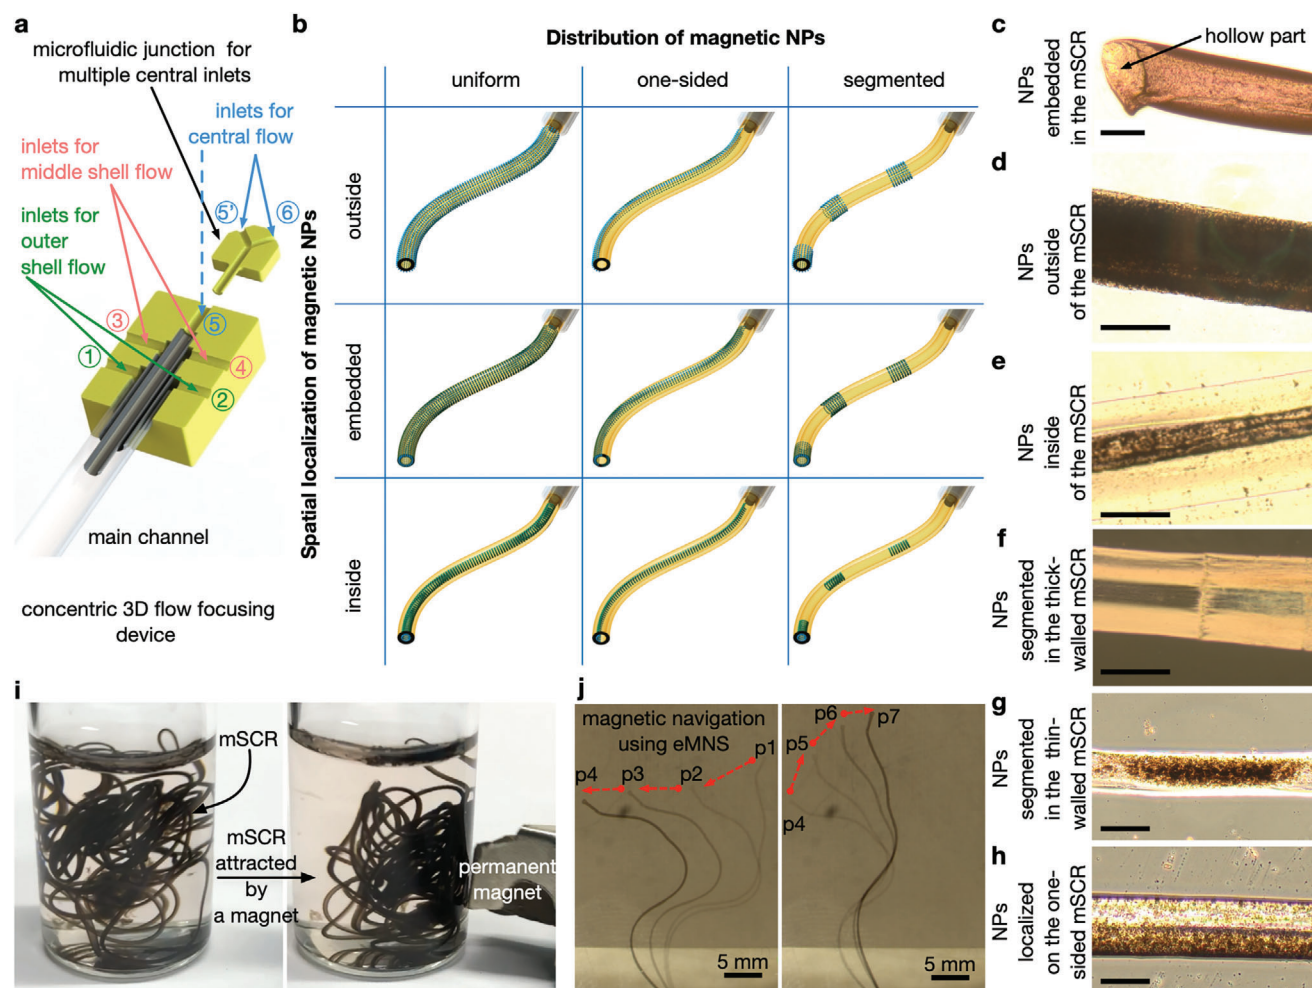 a
microfluidic junction for
multiple central inlets
inlets for
central flow
inlets for
middle shell flow
inlets for
outer
shell flow
5'
6
3
5
1
4
2
main channel
concentric 3D flow focusing
device
b
Distribution of magnetic NPs
uniform
one-sided
segmented
Spatial localization of magnetic NPs
outside
embedded
inside
c
NPs
embedded
in the mSCR
hollow part
d
NPs
outside
of the mSCR
e
NPs
inside
of the mSCR
f
NPs
segmented
in the thick-
walled mSCR
g
NPs
segmented
in the thin-
walled mSCR
h
NPs
localized
on the one-
sided mSCR
i
mSCR
mSCR
attracted
by
a magnet
permanent
magnet
j
magnetic navigation
using eMNS
p1
p2
p3
p4
5 mm
p6
p7
p5
p4
5 mm